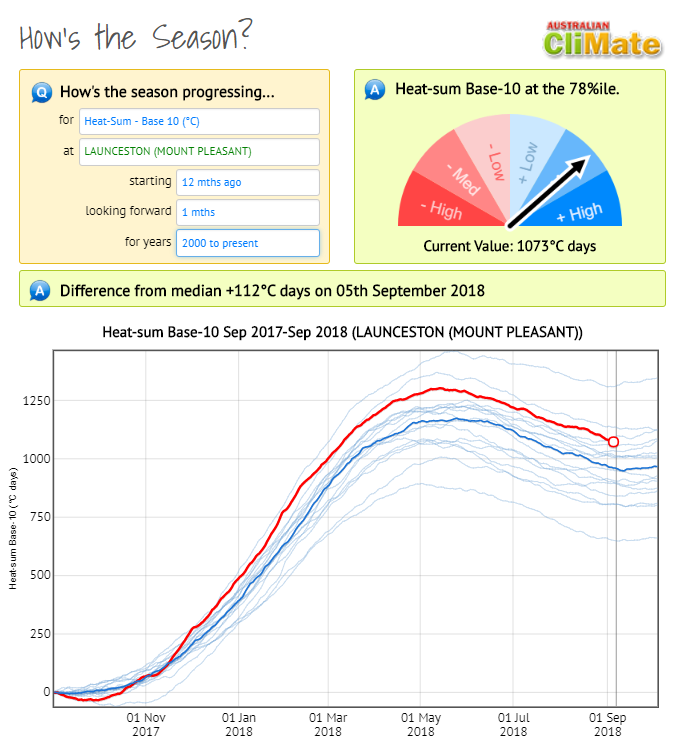 How's the Season?
AUSTRALIAN
CliMate
Q How's the season progressing...
for Heat-Sum - Base 10 (°C)
at LAUNCESTON (MOUNT PLEASANT)
starting 12 mths ago
looking forward 1 mths
for years 2000 to present
A Heat-sum Base-10 at the 78%ile.
- High
- Med
- Low
+ Low
+ High
Current Value: 1073°C days
A Difference from median +112°C days on 05th September 2018
Heat-sum Base-10 Sep 2017-Sep 2018 (LAUNCESTON (MOUNT PLEASANT))
Heat-sum Base-10 (°C days)
1250
1000
750
500
250
0
01 Nov 01 Jan 01 Mar 01 May 01 Jul 01 Sep
2017 2018 2018 2018 2018 2018